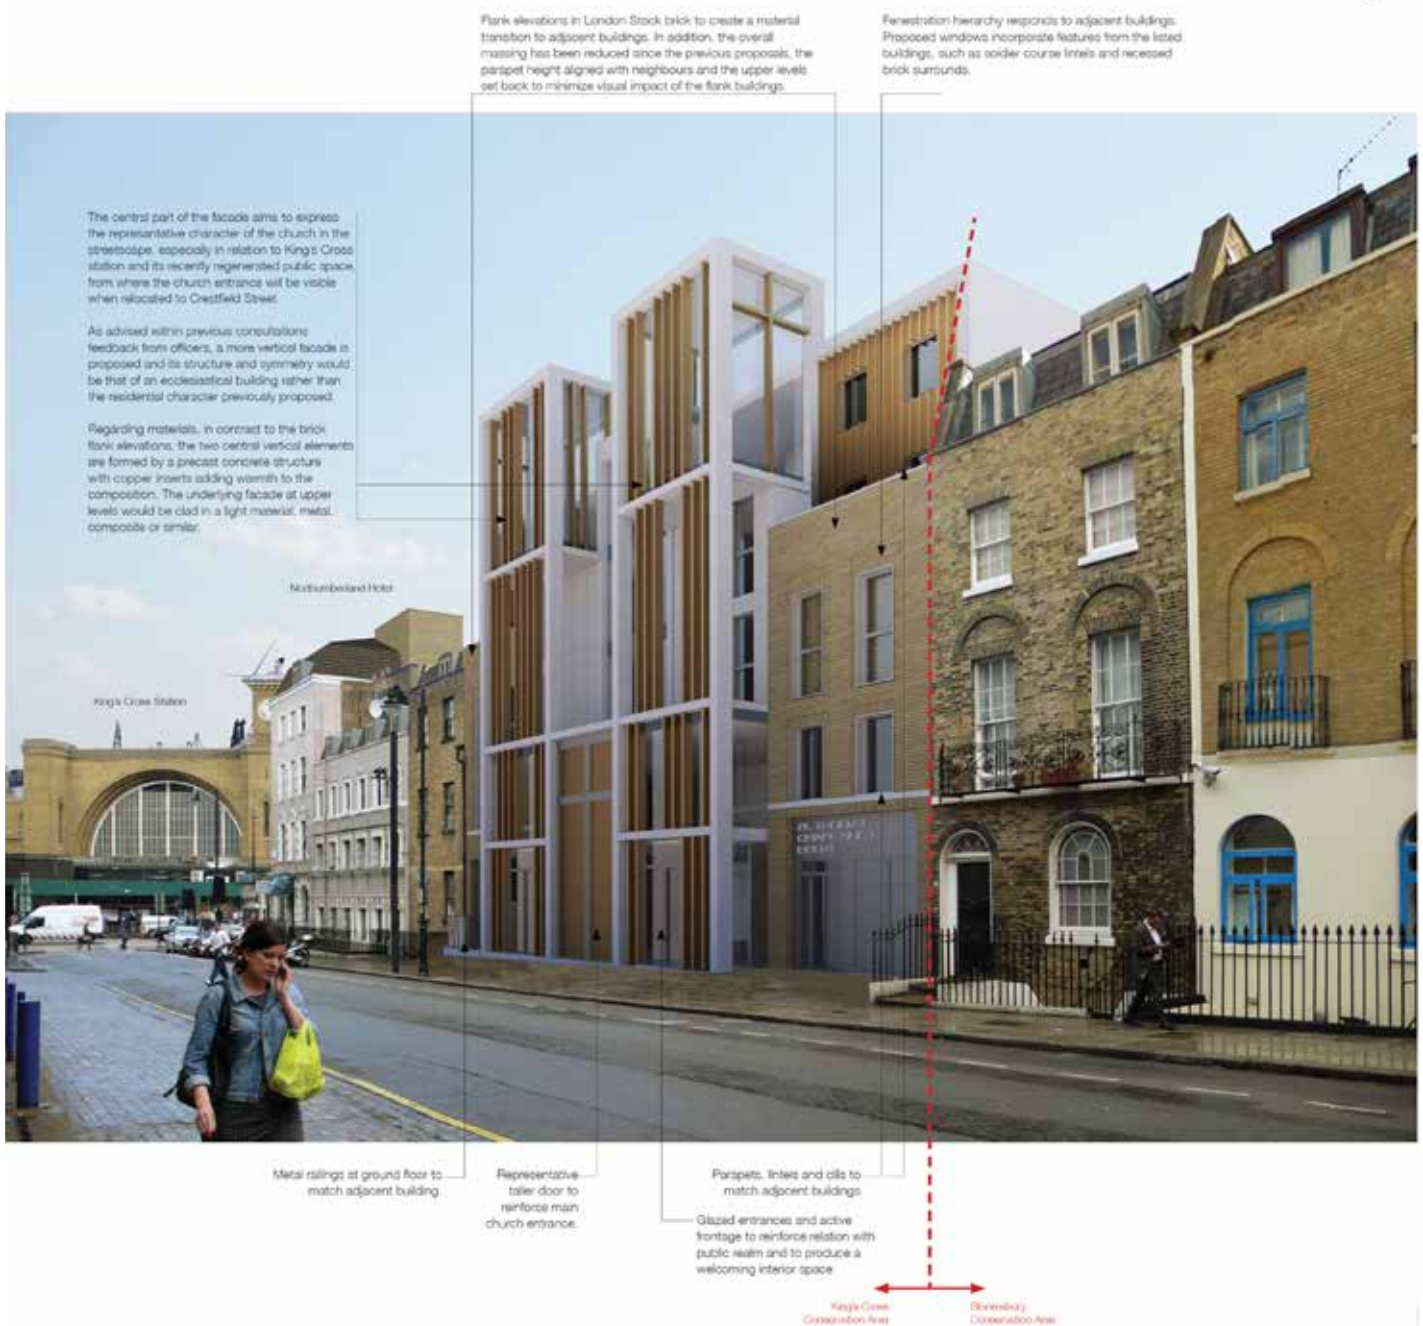 Flank elevations in London Stock brick to create a material
transition to adjacent buildings. In addition, the overall
massing has been reduced since the previous proposals, the
parapet height aligned with neighbours and the upper levels
set back to minimize visual impact of the flank buildings.
Fenestration hierarchy responds to adjacent buildings.
Proposed windows incorporate features from the listed
buildings, such as soldier course lintels and recessed
brick surrounds.
The central part of the facade aims to express
the representative character of the church in the
streetscape, especially in relation to King's Cross
station and its recently regenerated public space,
from where the church entrance will be visible
when relocated to Crestfield Street.
As advised within previous consultations
feedback from officers, a more vertical facade is
proposed and its structure and symmetry would
be that of an ecclesiastical building rather than
the residential character previously proposed.
Regarding materials, in contrast to the brick
flank elevations, the two central vertical elements
are formed by a precast concrete structure
with copper inserts adding warmth to the
composition. The underlying facade at upper
levels would be clad in a light material, metal,
composite or similar.
Northumberland Hotel
King's Cross Station
Metal railings at ground floor to
match adjacent building.
Representative
taller door to
reinforce main
church entrance.
Parapets, lintels and cills to
match adjacent buildings
Glazed entrances and active
frontage to reinforce relation with
public realm and to produce a
welcoming interior space
King's Cross
Conservation Area
Bloomsbury
Conservation Area